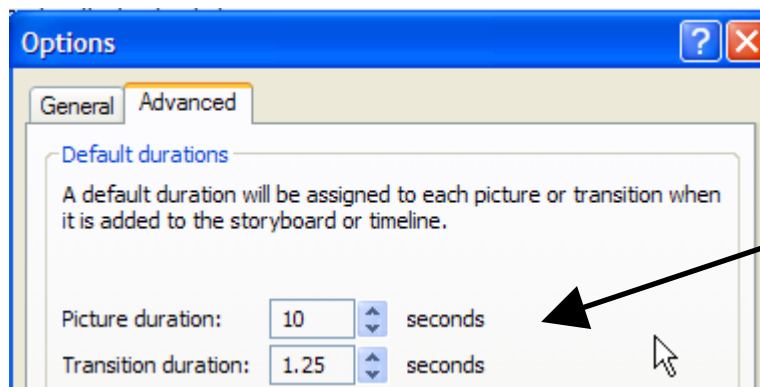 Options
General Advanced
Default durations
A default duration will be assigned to each picture or transition when
it is added to the storyboard or timeline.
Picture duration: 10 seconds
Transition duration: 1.25 seconds